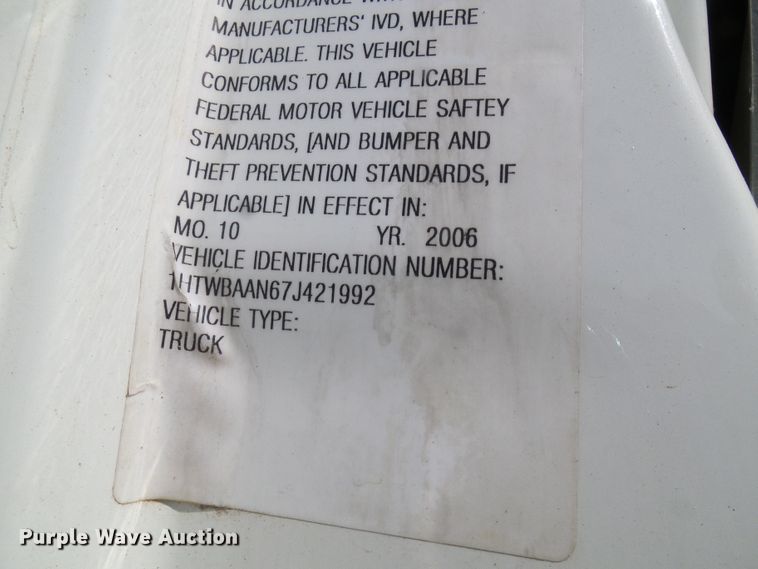 IN ACCORDANCE
MANUFACTURERS' IVD, WHERE
APPLICABLE. THIS VEHICLE
CONFORMS TO ALL APPLICABLE
FEDERAL MOTOR VEHICLE SAFTEY
STANDARDS, [AND BUMPER AND
THEFT PREVENTION STANDARDS, IF
APPLICABLE] IN EFFECT IN:
MO. 10 YR. 2006
VEHICLE IDENTIFICATION NUMBER:
1HTWBAAN67J421992
VEHICLE TYPE:
TRUCK
Purple Wave Auction